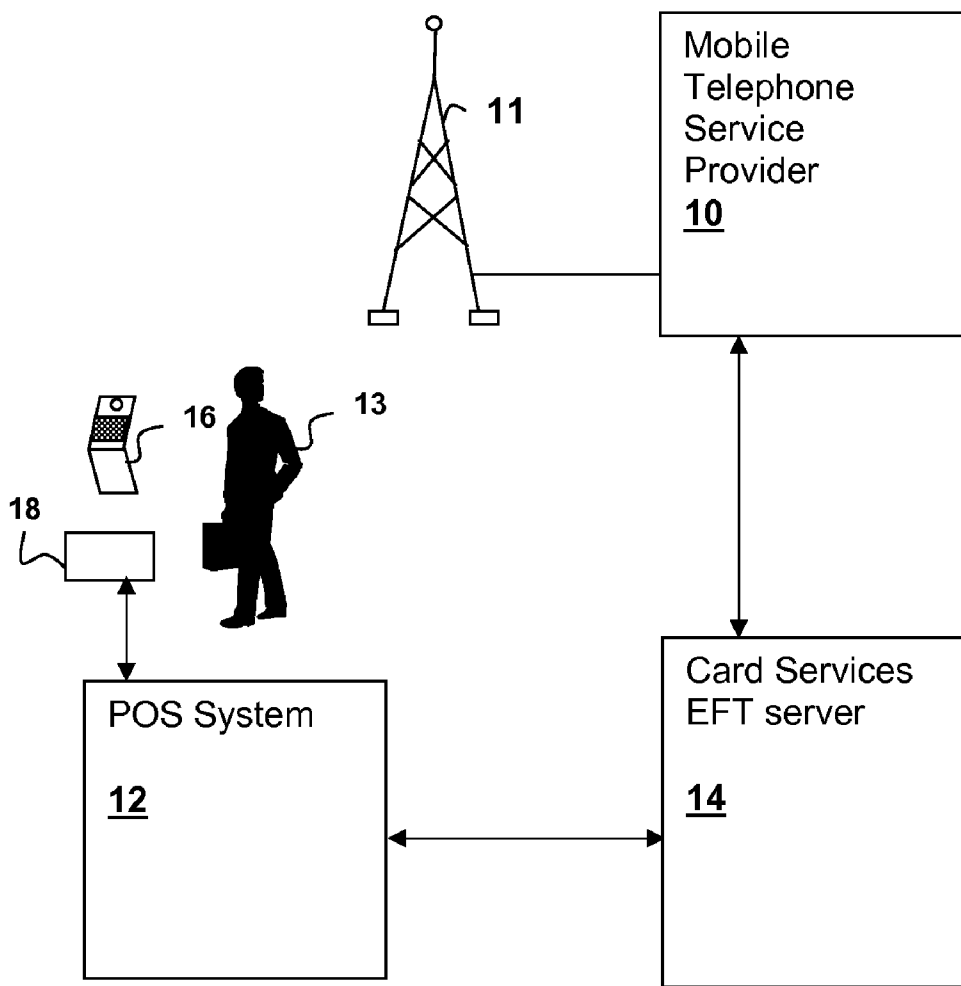 Mobile
Telephone
Service
Provider
10
11
16
13
18
POS System
12
Card Services
EFT server
14